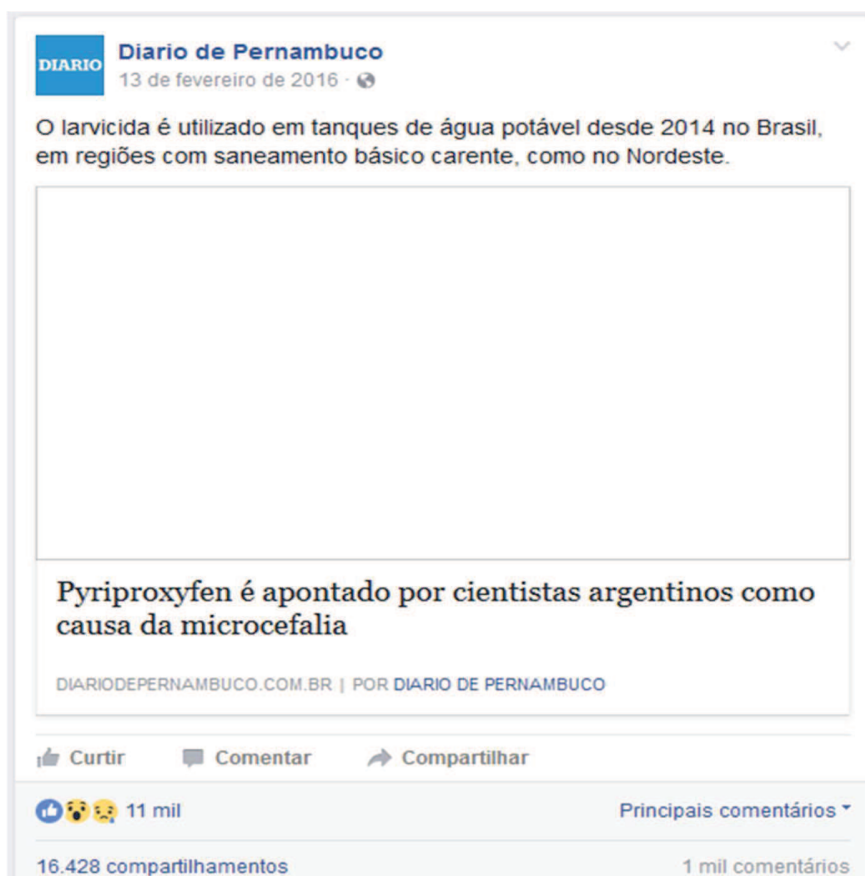 DIARIO
Diario de Pernambuco
13 de fevereiro de 2016 ·
O larvicida é utilizado em tanques de água potável desde 2014 no Brasil,
em regiões com saneamento básico carente, como no Nordeste.
Pyriproxyfen é apontado por cientistas argentinos como
causa da microcefalia
DIARIODEPERNAMBUCO.COM.BR | POR DIARIO DE PERNAMBUCO
Curtir Comentar Compartilhar
11 mil Principais comentários
16.428 compartilhamentos 1 mil comentários